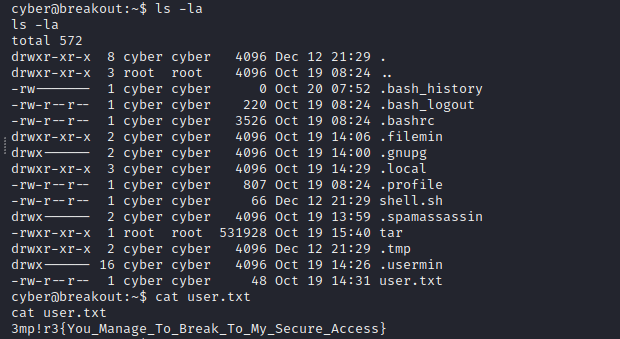 cyber@breakout:~$ ls -la
ls -la
total 572
drwxr-xr-x  8 cyber cyber   4096 Dec 12 21:29 .
drwxr-xr-x  3 root  root    4096 Oct 19 08:24 ..
-rw-------  1 cyber cyber      0 Oct 20 07:52 .bash_history
-rw-r--r--  1 cyber cyber    220 Oct 19 08:24 .bash_logout
-rw-r--r--  1 cyber cyber   3526 Oct 19 08:24 .bashrc
drwxr-xr-x  2 cyber cyber   4096 Oct 19 14:06 .filemin
drwx------  2 cyber cyber   4096 Oct 19 14:00 .gnupg
drwxr-xr-x  3 cyber cyber   4096 Oct 19 14:29 .local
-rw-r--r--  1 cyber cyber    807 Oct 19 08:24 .profile
-rw-r--r--  1 cyber cyber     66 Dec 12 21:29 shell.sh
drwx------  2 cyber cyber   4096 Oct 19 13:59 .spamassassin
-rwxr-xr-x  1 root  root  531928 Oct 19 15:40 tar
drwxr-xr-x  2 cyber cyber   4096 Dec 12 21:29 .tmp
drwx------ 16 cyber cyber   4096 Oct 19 14:26 .usermin
-rw-r--r--  1 cyber cyber     48 Oct 19 14:31 user.txt
cyber@breakout:~$ cat user.txt
cat user.txt
3mp!r3{You_Manage_To_Break_To_My_Secure_Access}